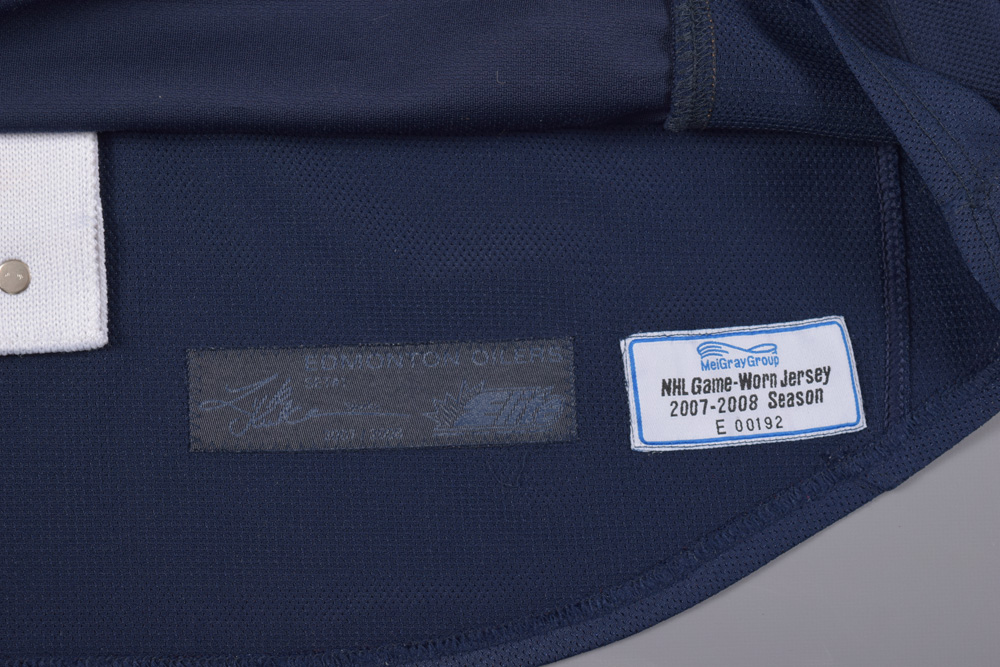 EDMONTON OILERS
MeiGrayGroup
NHL Game-Worn Jersey
2007-2008 Season
E 00192